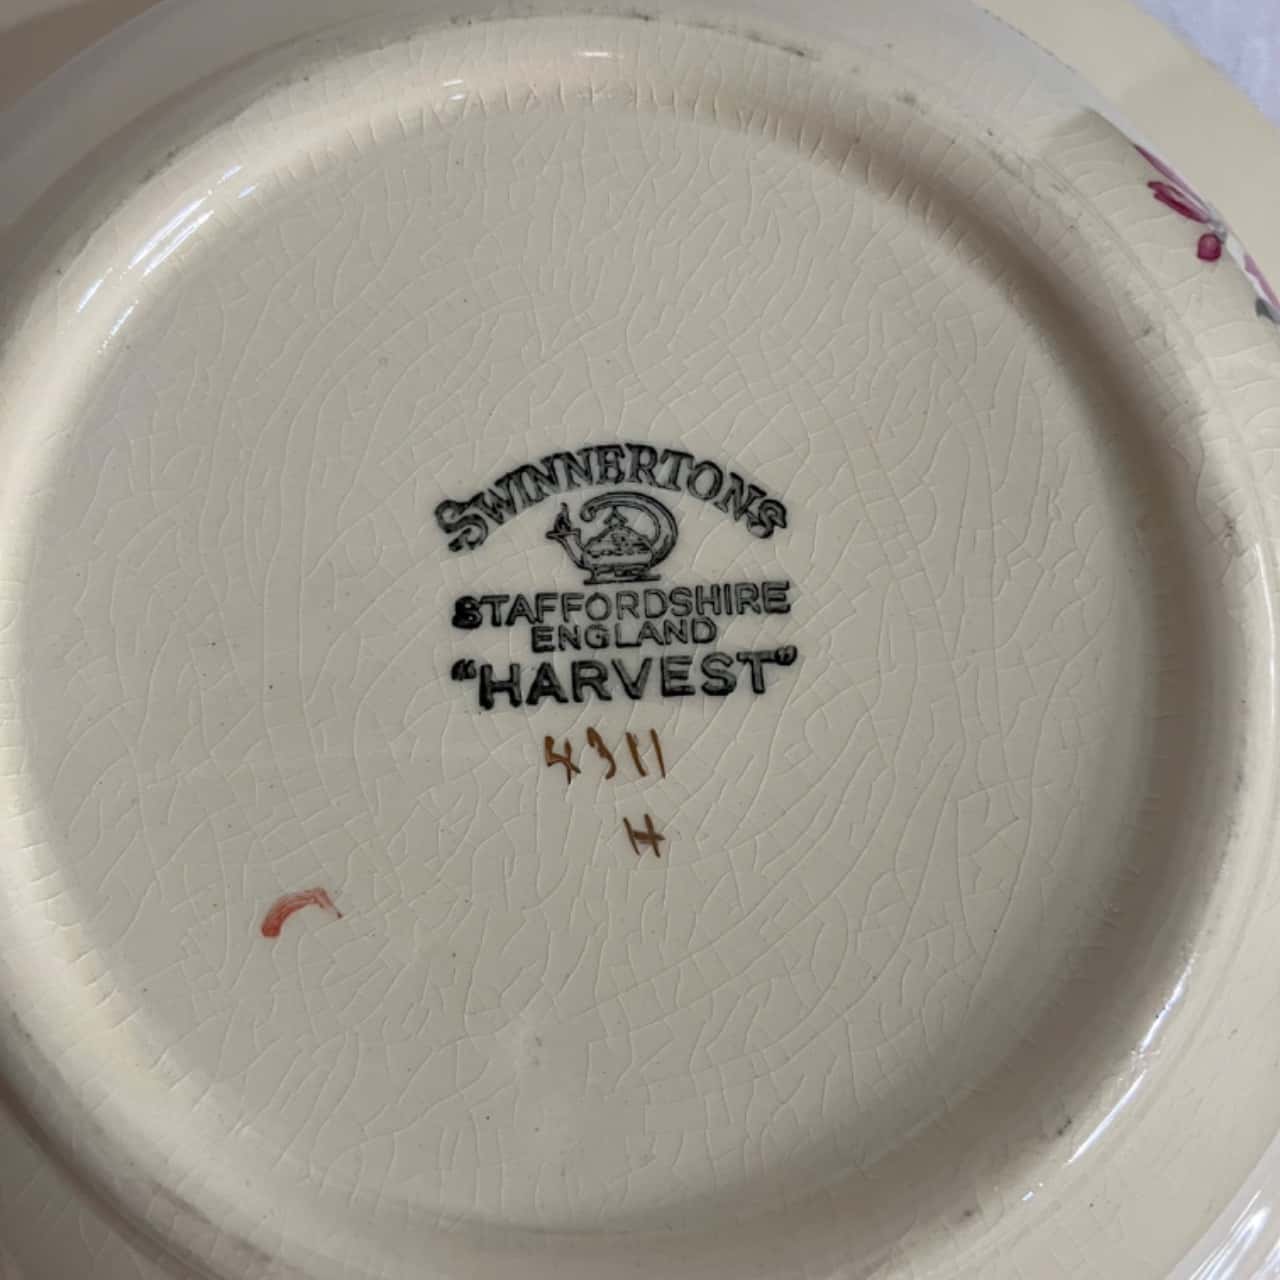 SWINNERTONS
STAFFORDSHIRE
ENGLAND
"HARVEST"
4311
H